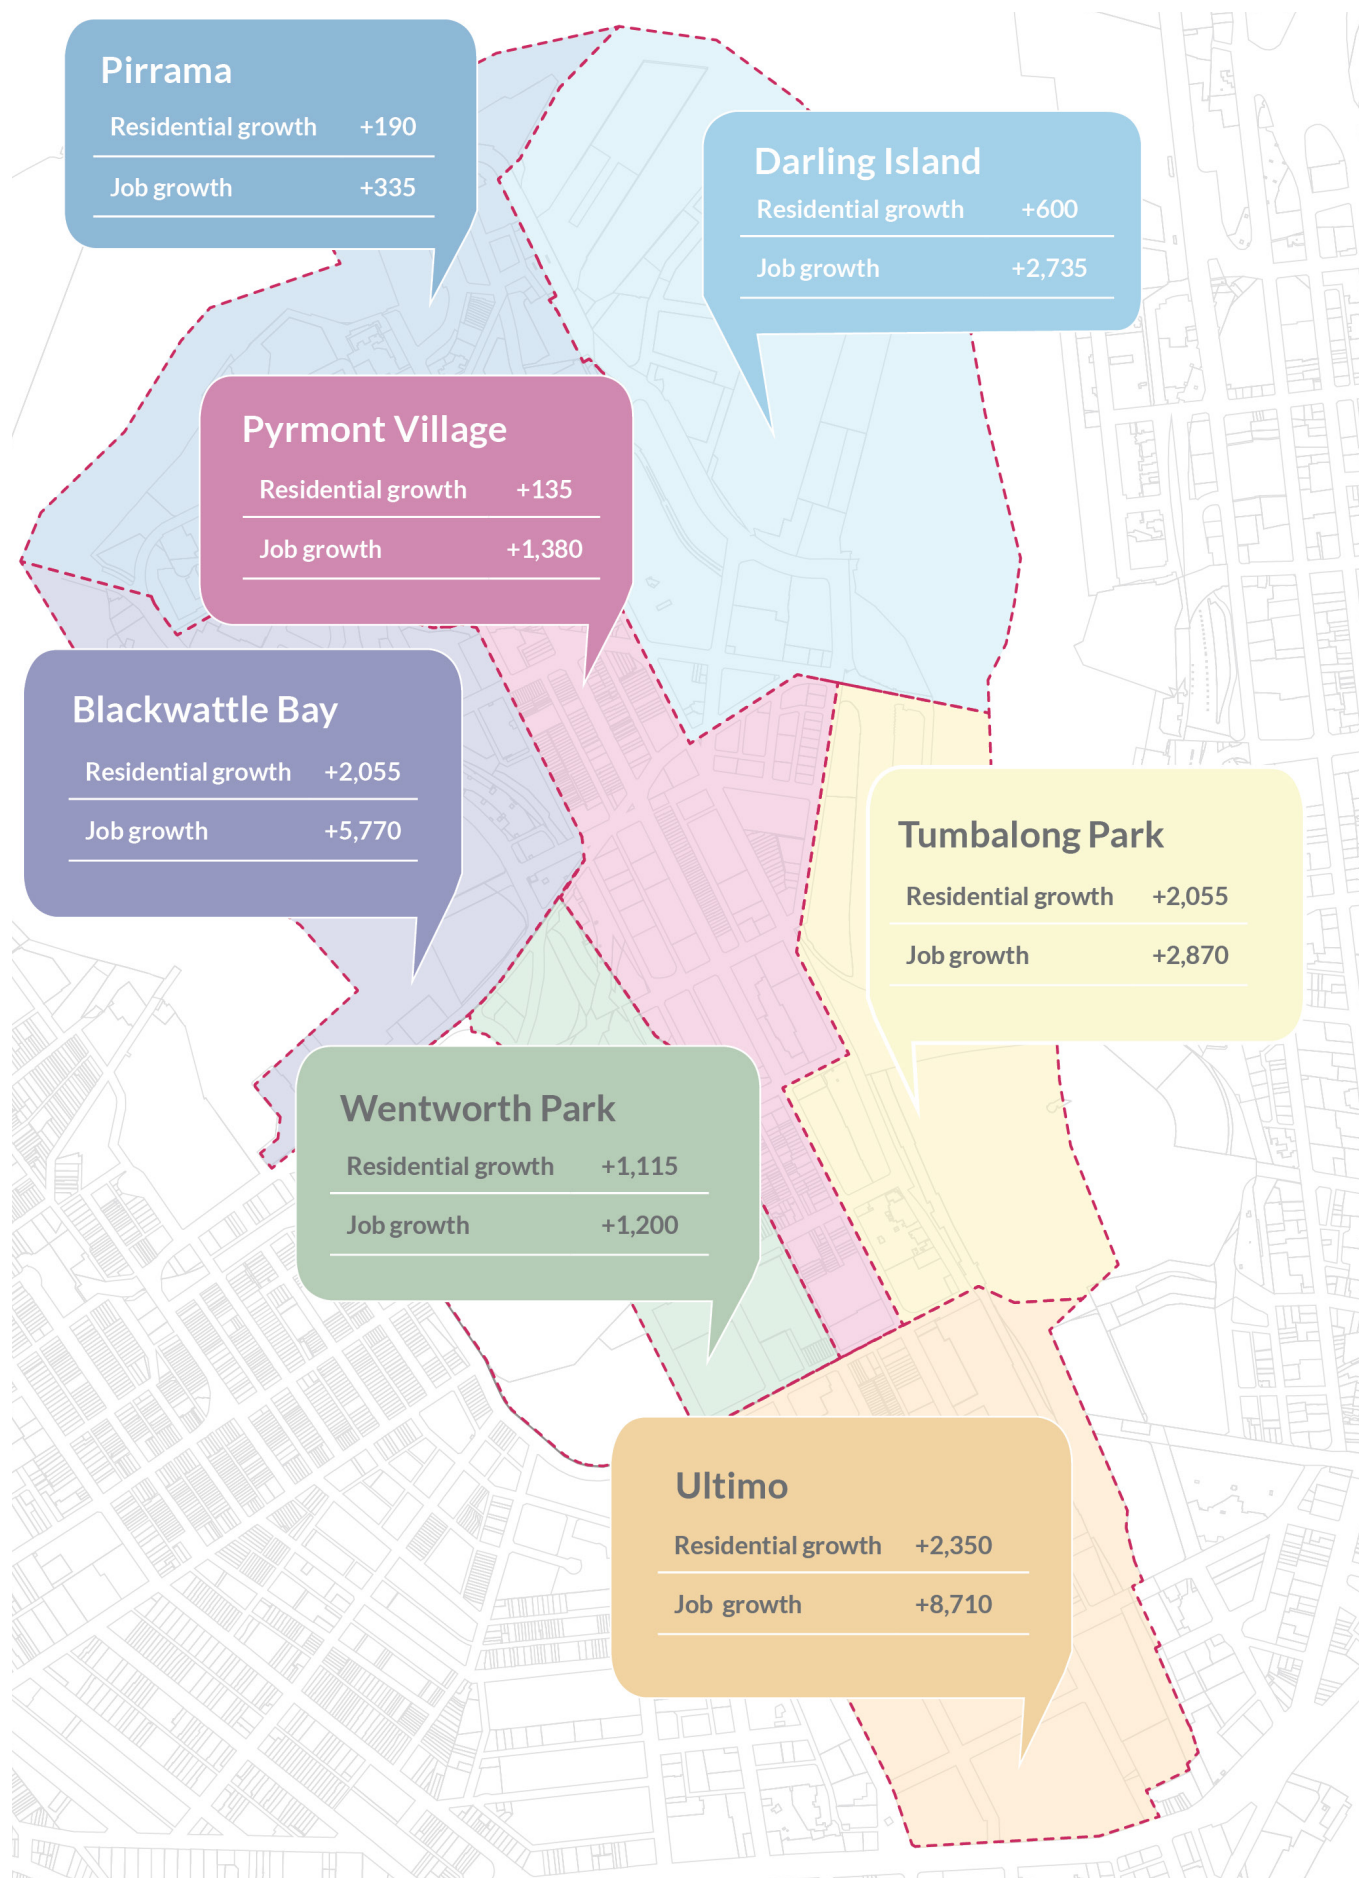 Pirrama
Residential growth +190
Job growth +335
Darling Island
Residential growth +600
Job growth +2,735
Pyrmont Village
Residential growth +135
Job growth +1,380
Blackwattle Bay
Residential growth +2,055
Job growth +5,770
Tumbalong Park
Residential growth +2,055
Job growth +2,870
Wentworth Park
Residential growth +1,115
Job growth +1,200
Ultimo
Residential growth +2,350
Job growth +8,710